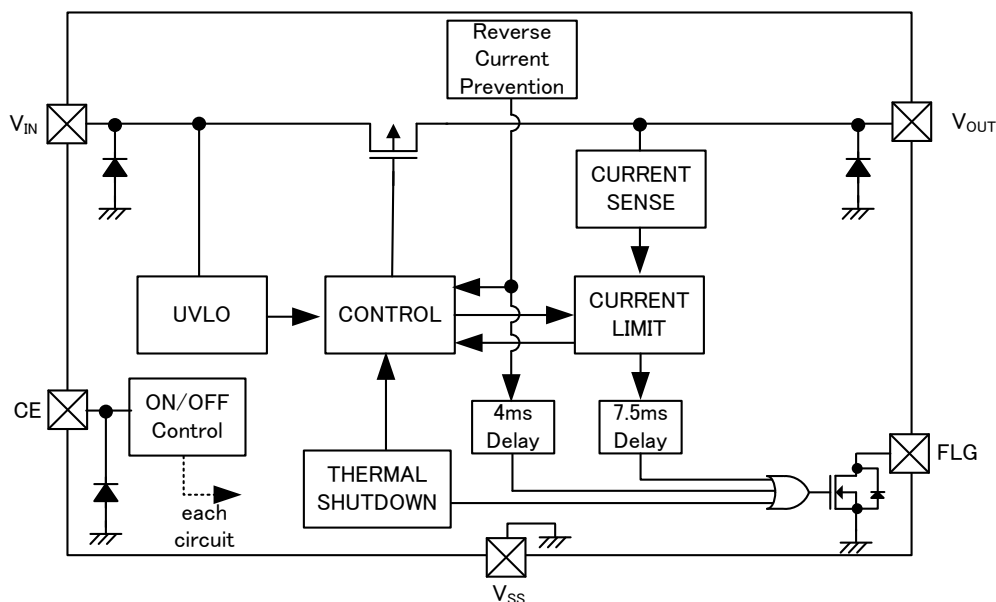 Reverse
Current
Prevention
VIN
VOUT
CURRENT
SENSE
UVLO
CONTROL
CURRENT
LIMIT
CE
ON/OFF
Control
4ms
Delay
7.5ms
Delay
FLG
THERMAL
SHUTDOWN
each
circuit
VSS